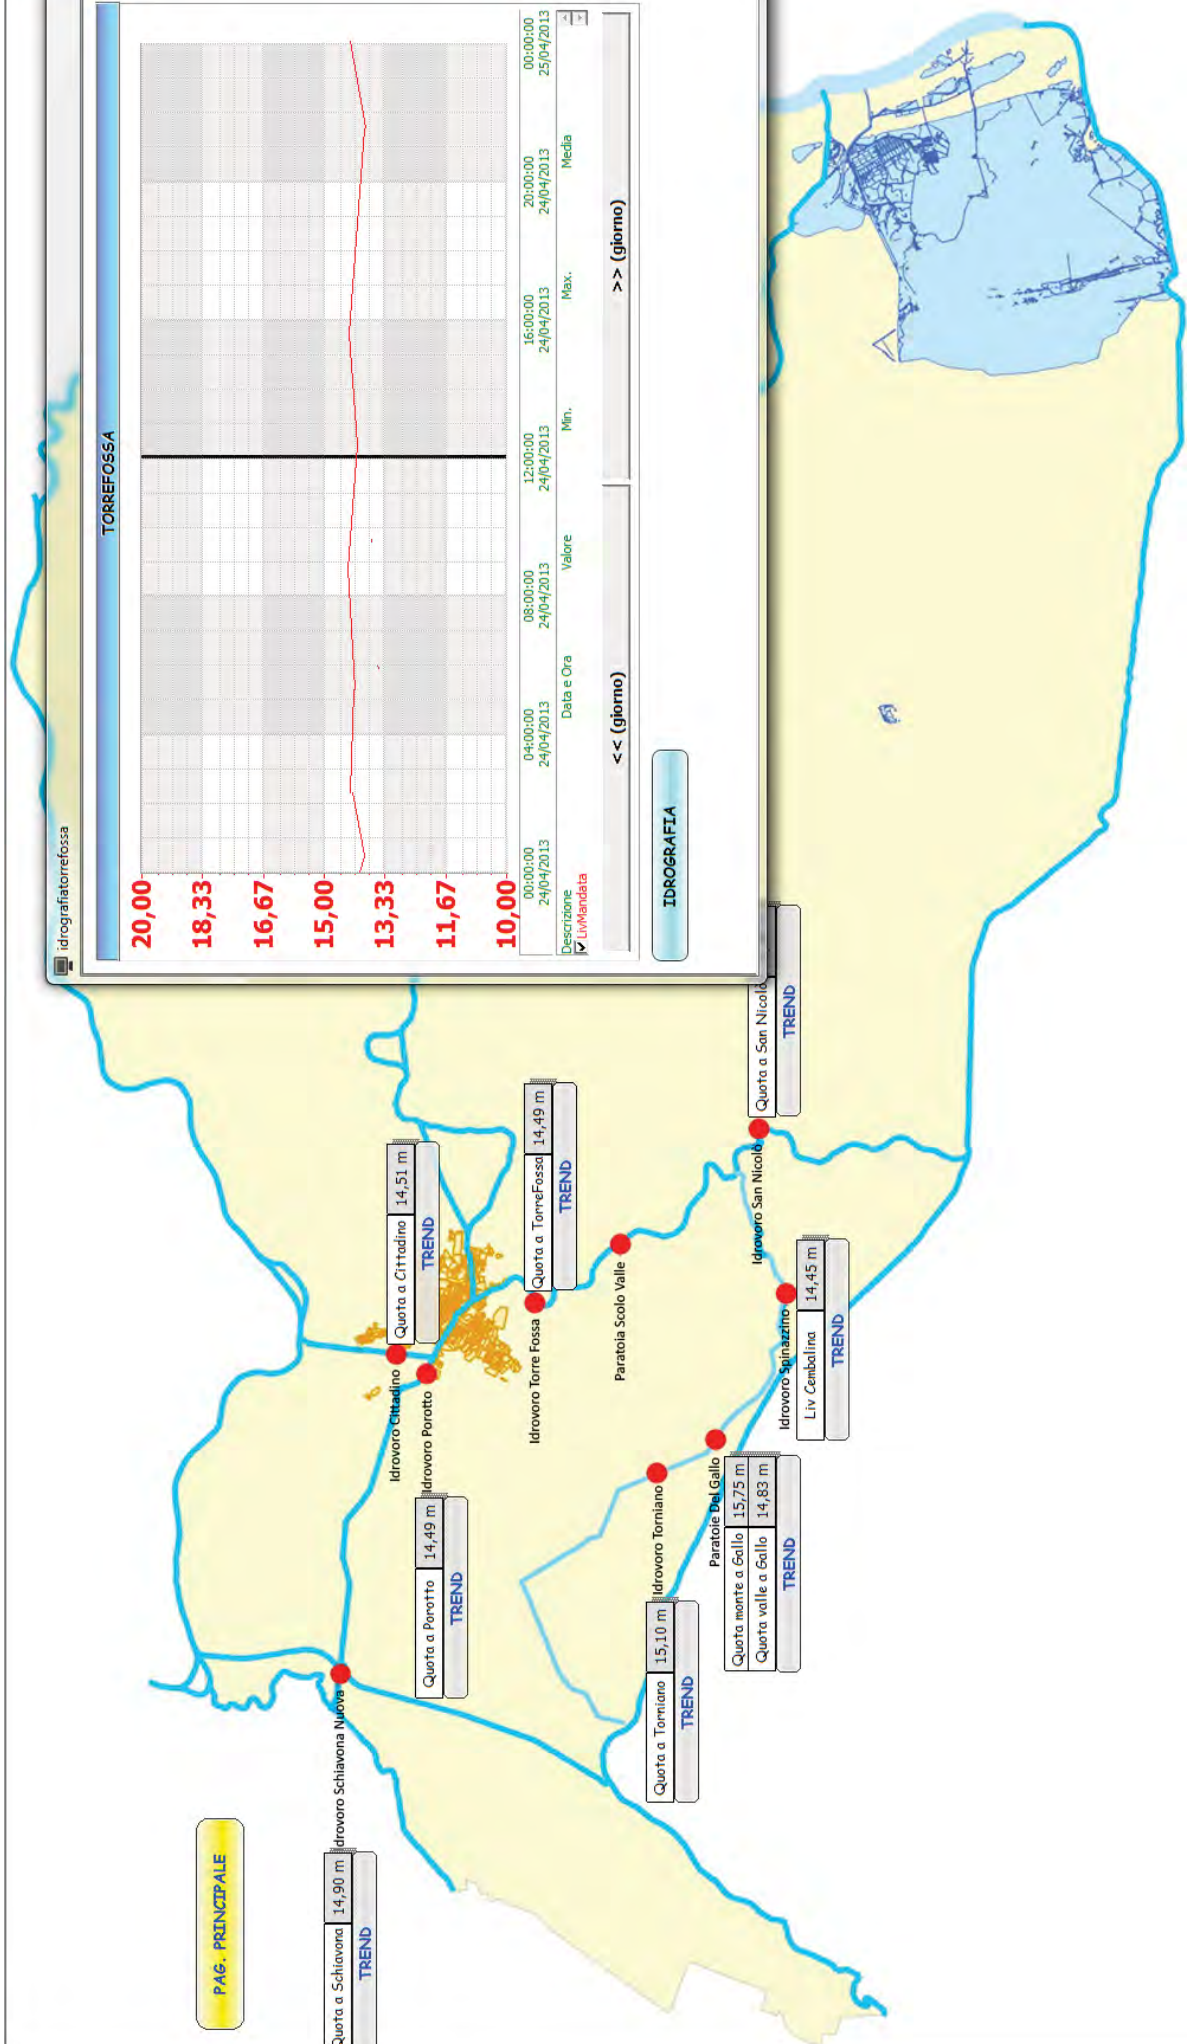 PAG. PRINCIPALE
Quota a Schiavona 14,90 m
TREND
Idrovoro Schiavona Nuova
Quota a Porotto 14,49 m
TREND
Idrovoro Porotto
Idrovoro Cittadino
Quota a Cittadino 14,51 m
TREND
Idrovoro Torre Fossa
Quota a TorreFossa 14,49 m
TREND
Paratoia Scolo Valle
Quota a Torniano 15,10 m
TREND
Idrovoro Torniano
Paratoie Del Gallo
Quota monte a Gallo 15,75 m
Quota valle a Gallo 14,83 m
TREND
Idrovoro Spinazzino
Liv Cembalina 14,45 m
TREND
Idrovoro San Nicolò
Quota a San Nicolò
TREND
idrografiatorrefossa
TORREFOSSA
20,00
18,33
16,67
15,00
13,33
11,67
10,00
00:00:00 04:00:00 08:00:00 12:00:00 16:00:00 20:00:00 00:00:00
24/04/2013 24/04/2013 24/04/2013 24/04/2013 24/04/2013 24/04/2013 25/04/2013
Descrizione Data e Ora Valore Min. Max. Media
LivMandata
<< (giorno) >> (giorno)
IDROGRAFIA